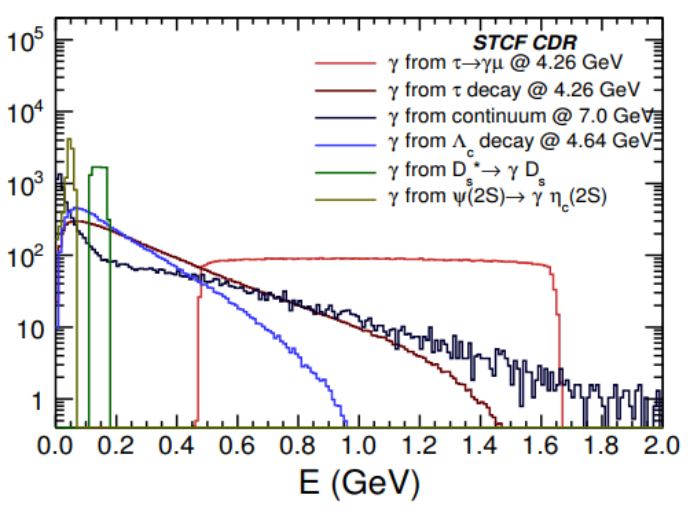 STCF CDR
γ from τ→γμ @ 4.26 GeV
γ from τ decay @ 4.26 GeV
γ from continuum @ 7.0 GeV
γ from Λc decay @ 4.64 GeV
γ from Ds*→ γ Ds
γ from ψ(2S)→ γ ηc(2S)
10⁵
10⁴
10³
10²
10
1
0.0 0.2 0.4 0.6 0.8 1.0 1.2 1.4 1.6 1.8 2.0
E (GeV)